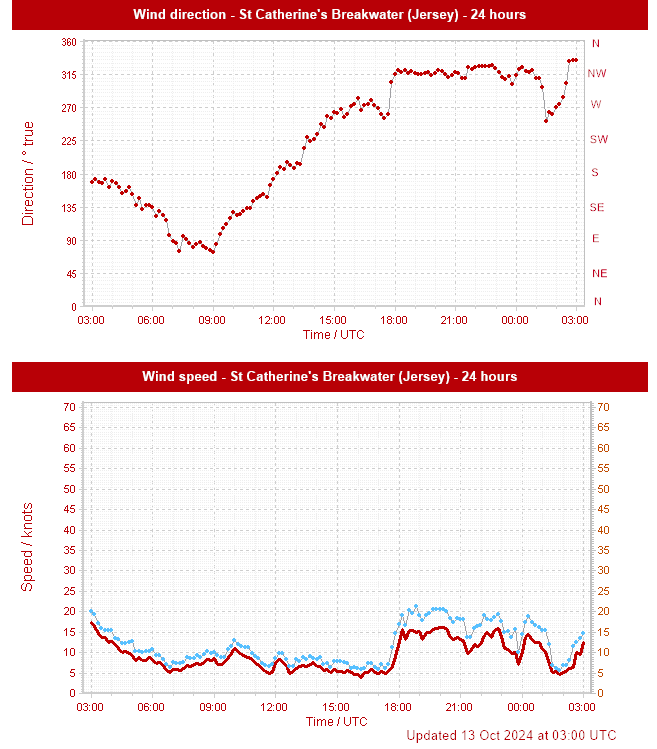 Wind direction - St Catherine's Breakwater (Jersey) - 24 hours
360 N
315 NW
270 W
225 SW
180 S
135 SE
90 E
45 NE
0 N
Direction / ° true
03:00 06:00 09:00 12:00 15:00 18:00 21:00 00:00 03:00
Time / UTC
Wind speed - St Catherine's Breakwater (Jersey) - 24 hours
70 70
65 65
60 60
55 55
50 50
45 45
40 40
35 35
30 30
25 25
20 20
15 15
10 10
5 5
0 0
Speed / knots
03:00 06:00 09:00 12:00 15:00 18:00 21:00 00:00 03:00
Time / UTC
Updated 13 Oct 2024 at 03:00 UTC